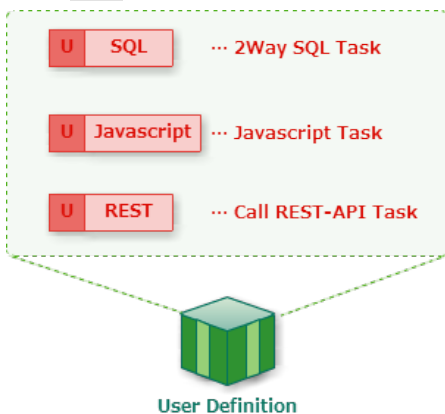 U SQL ··· 2Way SQL Task
U Javascript ··· Javascript Task
U REST ··· Call REST-API Task
User Definition